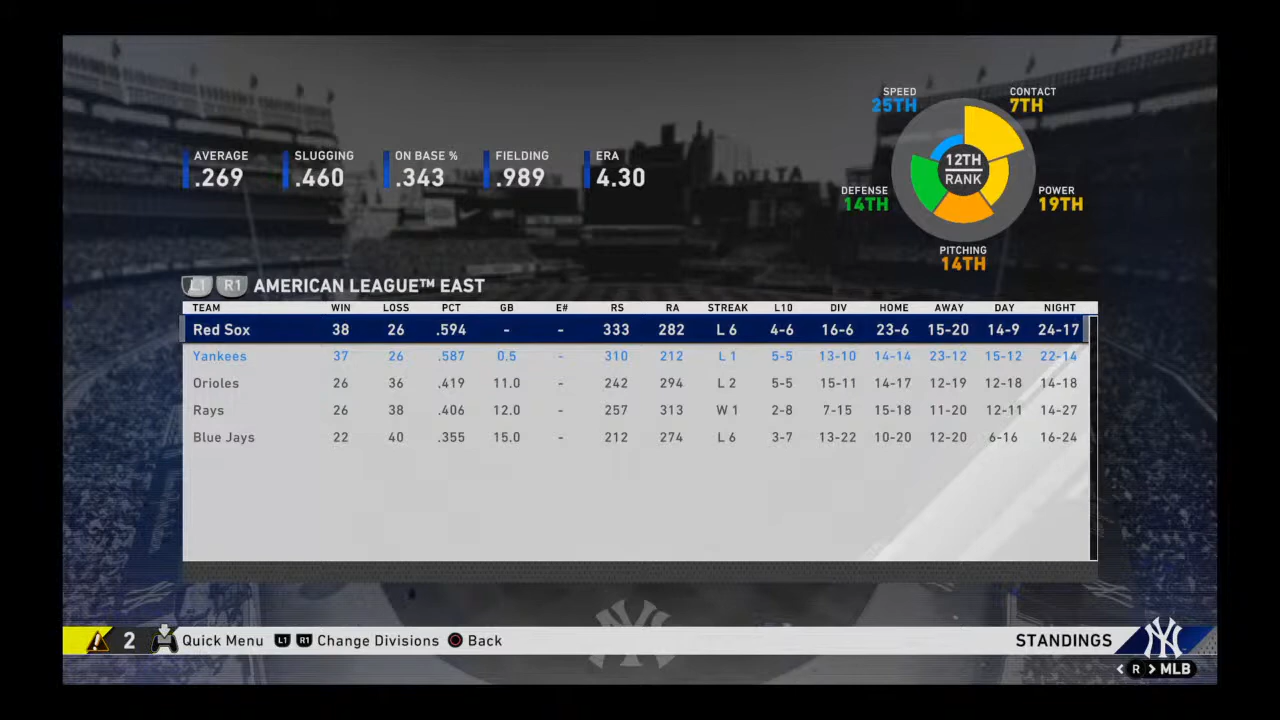 SPEED 25TH
CONTACT 7TH
AVERAGE .269
SLUGGING .460
ON BASE % .343
FIELDING .989
ERA 4.30
12TH RANK
DEFENSE 14TH
POWER 19TH
PITCHING 14TH
DELTA
L1 R1 AMERICAN LEAGUE™ EAST
TEAM WIN LOSS PCT GB E# RS RA STREAK L10 DIV HOME AWAY DAY NIGHT
Red Sox 38 26 .594 - - 333 282 L 6 4-6 16-6 23-6 15-20 14-9 24-17
Yankees 37 26 .587 0.5 - 310 212 L 1 5-5 13-10 14-14 23-12 15-12 22-14
Orioles 26 36 .419 11.0 - 242 294 L 2 5-5 15-11 14-17 12-19 12-18 14-18
Rays 26 38 .406 12.0 - 257 313 W 1 2-8 7-15 15-18 11-20 12-11 14-27
Blue Jays 22 40 .355 15.0 - 212 274 L 6 3-7 13-22 10-20 12-20 6-16 16-24
2 Quick Menu L1 R1 Change Divisions Back
STANDINGS
< R > MLB